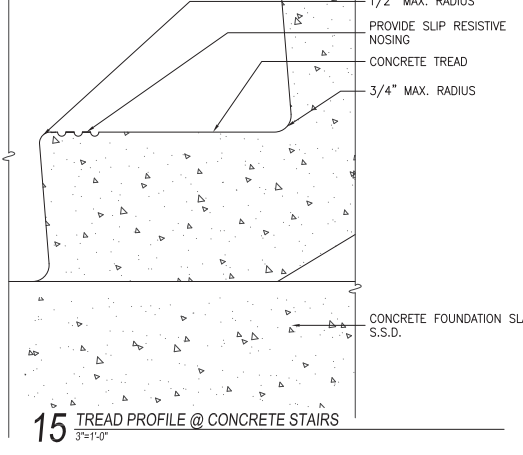 1/2" MAX. RADIUS
PROVIDE SLIP RESISTIVE
NOSING
CONCRETE TREAD
3/4" MAX. RADIUS
CONCRETE FOUNDATION
S.S.D.
15 TREAD PROFILE @ CONCRETE STAIRS
3"=1'-0"